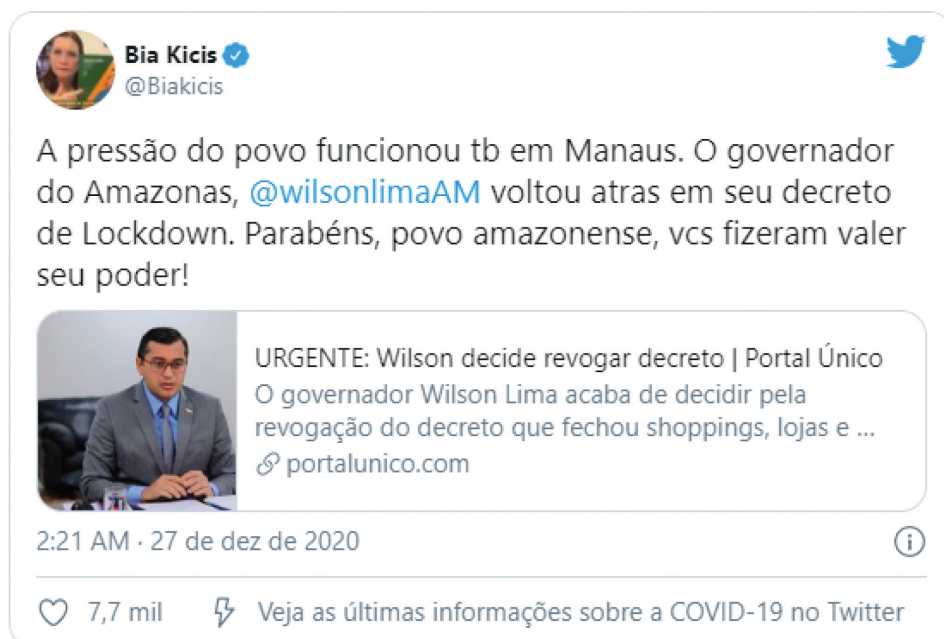 Bia Kicis
@Biakicis
A pressão do povo funcionou tb em Manaus. O governador
do Amazonas, @wilsonlimaAM voltou atras em seu decreto
de Lockdown. Parabéns, povo amazonense, vcs fizeram valer
seu poder!
URGENTE: Wilson decide revogar decreto | Portal Único
O governador Wilson Lima acaba de decidir pela
revogação do decreto que fechou shoppings, lojas e ...
portalunico.com
2:21 AM · 27 de dez de 2020
7,7 mil
Veja as últimas informações sobre a COVID-19 no Twitter